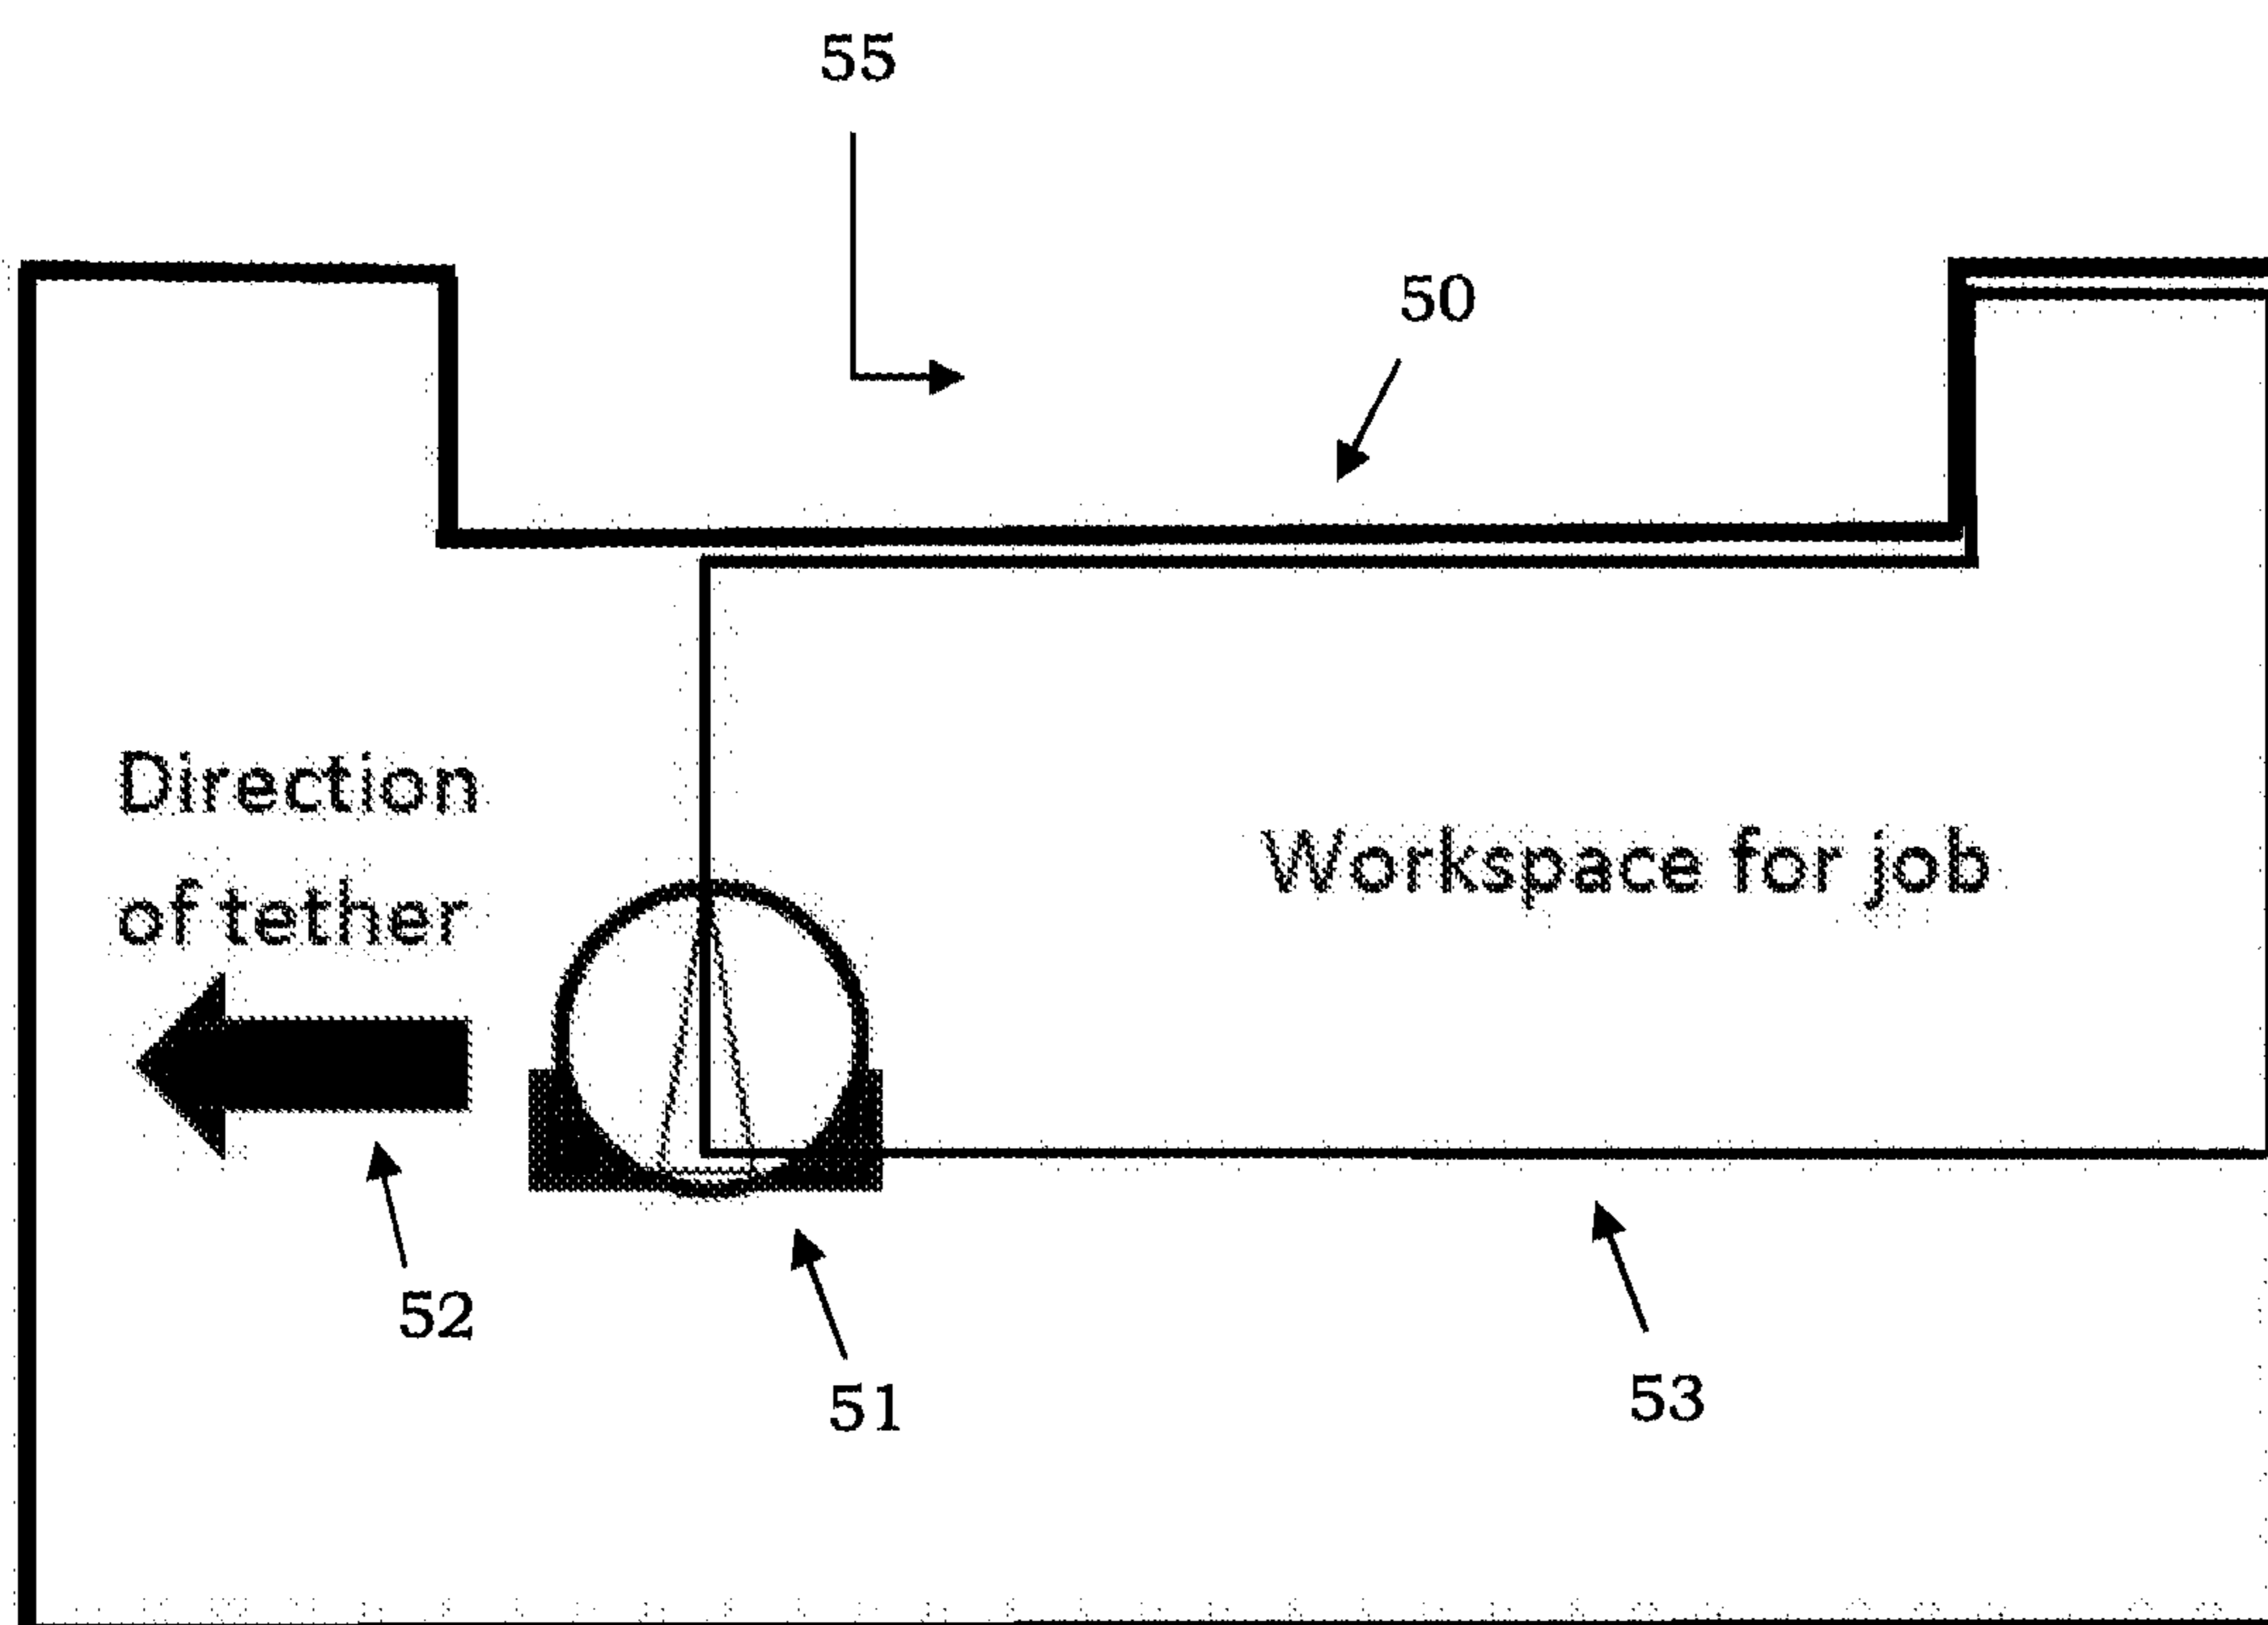 55
50
Direction
of tether
Workspace for job
52
51
53